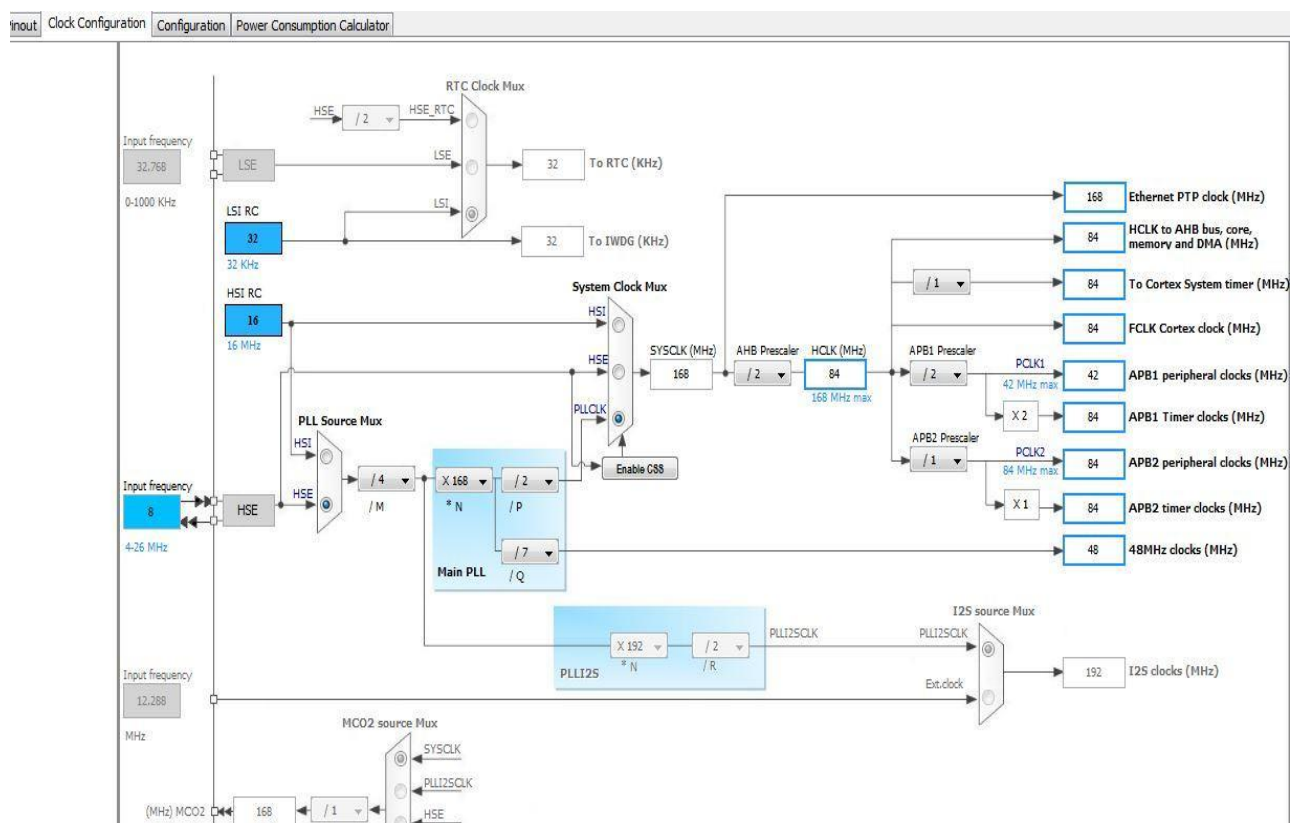 Pinout Clock Configuration Configuration Power Consumption Calculator
RTC Clock Mux
HSE / 2 HSE_RTC
Input frequency
32.768
0-1000 KHz
LSE LSE
32 To RTC (KHz)
LSI RC
32
32 KHz
LSI
32 To IWDG (KHz)
HSI RC
16
16 MHz
System Clock Mux
HSI
HSE
PLLCLK
SYSCLK (MHz)
168
AHB Prescaler
/ 2
HCLK (MHz)
84
168 MHz max
Enable CSS
168 Ethernet PTP clock (MHz)
84 HCLK to AHB bus, core,
memory and DMA (MHz)
/ 1 84 To Cortex System timer (MHz)
84 FCLK Cortex clock (MHz)
APB1 Prescaler
/ 2
PCLK1
42 MHz max
42 APB1 peripheral clocks (MHz)
X 2 84 APB1 Timer clocks (MHz)
APB2 Prescaler
/ 1
PCLK2
84 MHz max
84 APB2 peripheral clocks (MHz)
X 1 84 APB2 timer clocks (MHz)
48 48MHz clocks (MHz)
PLL Source Mux
HSI
HSE
Input frequency
8
4-26 MHz
HSE
/ 4
/ M
X 168
* N
/ 2
/ P
/ 7
/ Q
Main PLL
X 192
* N
/ 2
/ R
PLLI2S
PLLI2SCLK
I2S source Mux
PLLI2SCLK
Ext.clock
192 I2S clocks (MHz)
Input frequency
12.288
MHz
MCO2 source Mux
SYSCLK
PLLI2SCLK
HSE
(MHz) MCO2 168 / 1